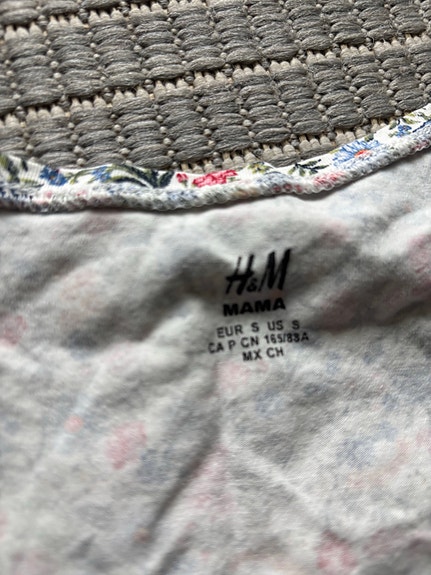 H&M
MAMA
EUR S US S
CA P CN 165/88A
MX CH